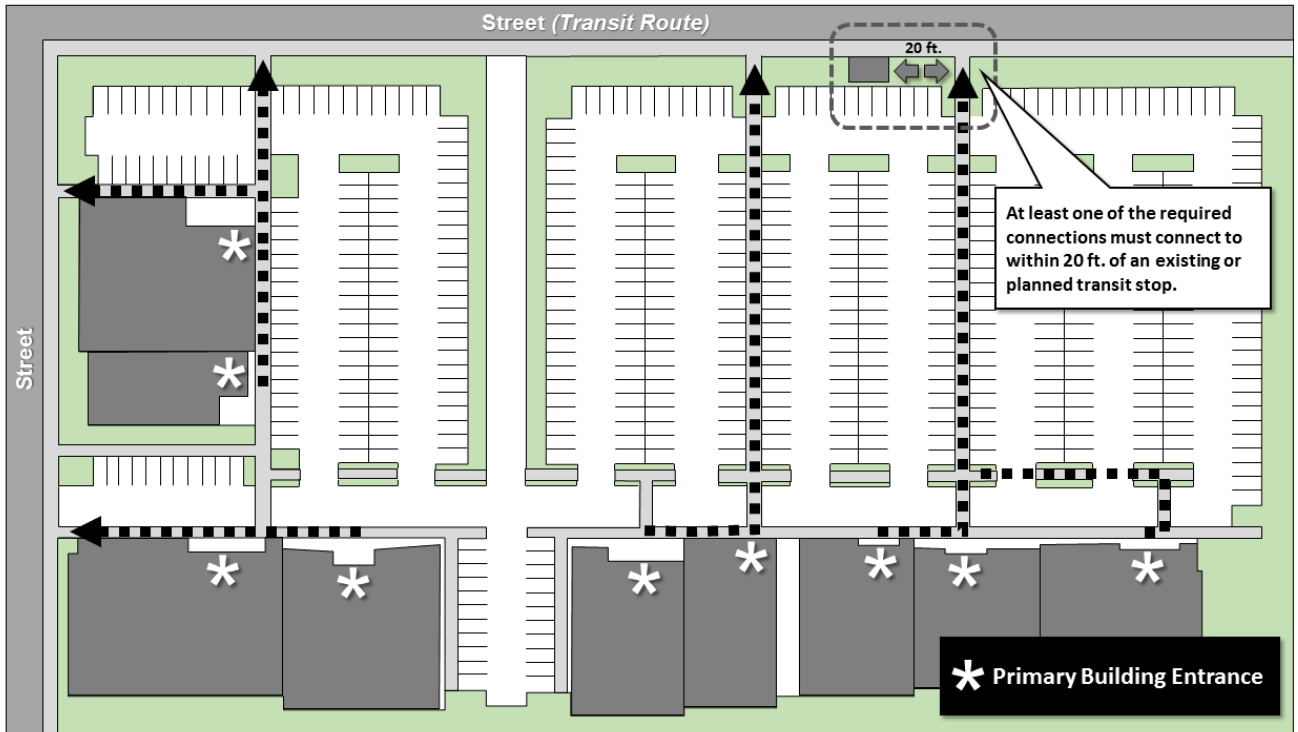 Street (Transit Route)
20 ft.
At least one of the required
connections must connect to
within 20 ft. of an existing or
planned transit stop.
Street
* Primary Building Entrance